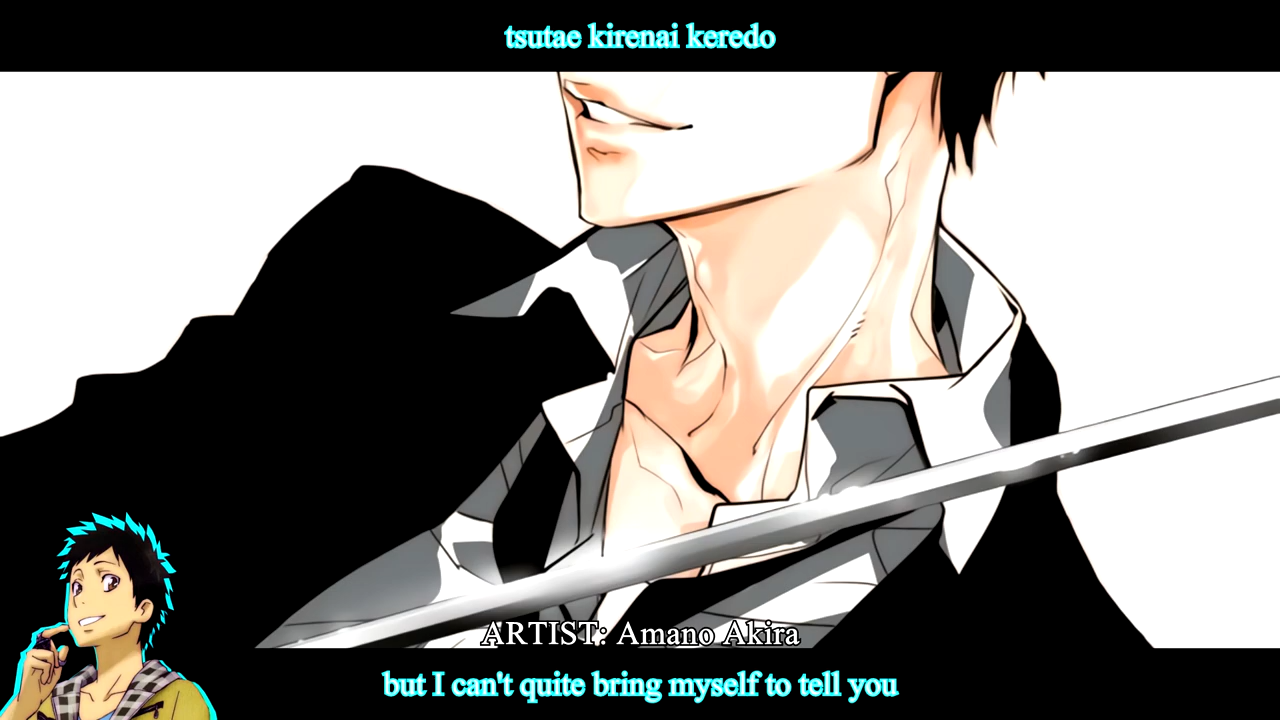 tsutae kirenai keredo
ARTIST: Amano Akira
but I can't quite bring myself to tell you